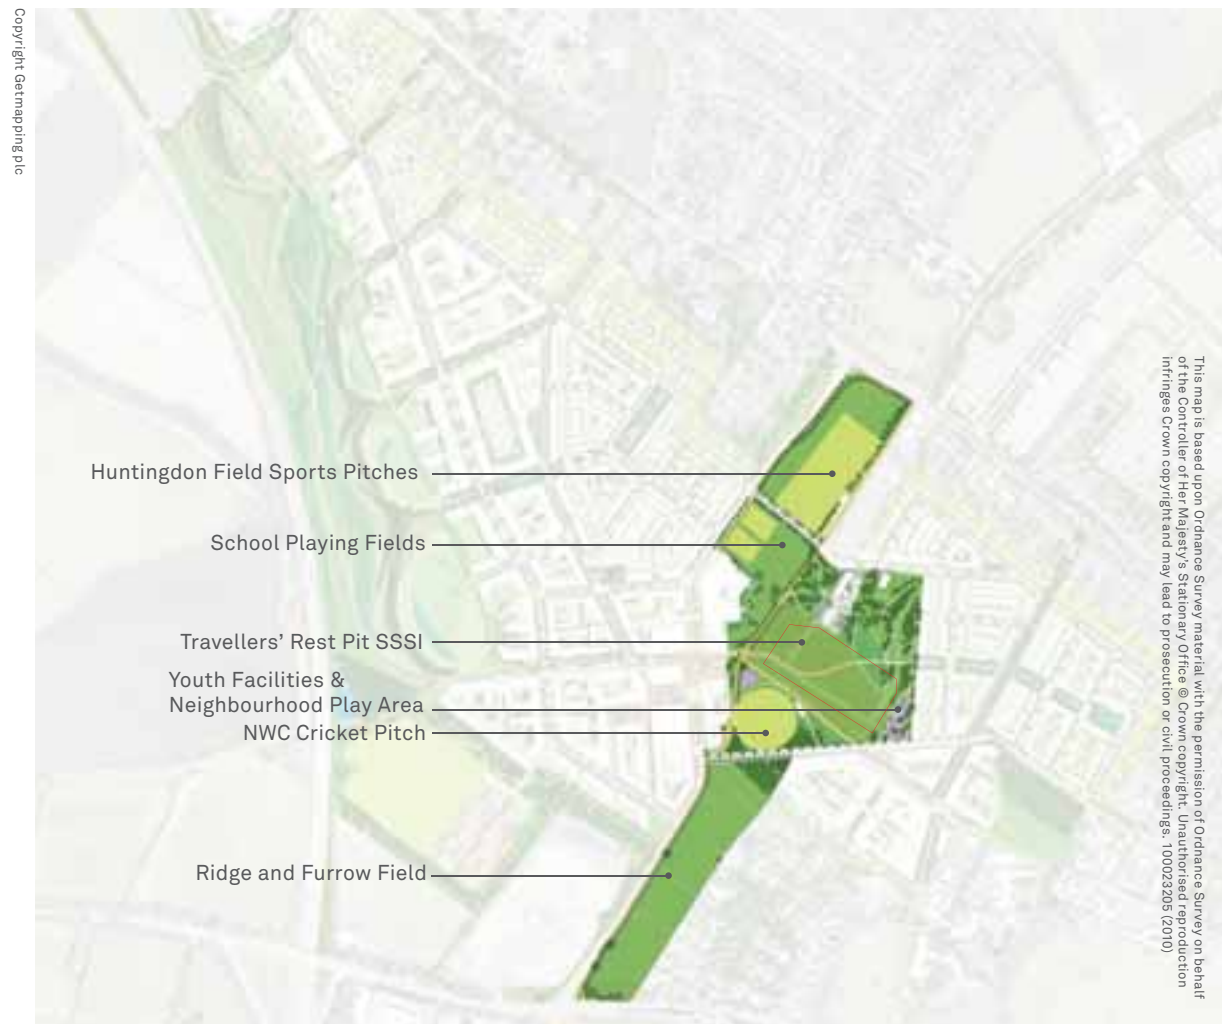 Copyright Getmapping plc
Huntingdon Field Sports Pitches
School Playing Fields
Travellers’ Rest Pit SSSI
Youth Facilities &
Neighbourhood Play Area
NWC Cricket Pitch
Ridge and Furrow Field
This map is based upon Ordnance Survey material with the permission of Ordnance Survey on behalf
of the Controller of Her Majesty’s Stationary Office © Crown copyright. Unauthorised reproduction
infringes Crown copyright and may lead to prosecution or civil proceedings. 100023205 (2010)